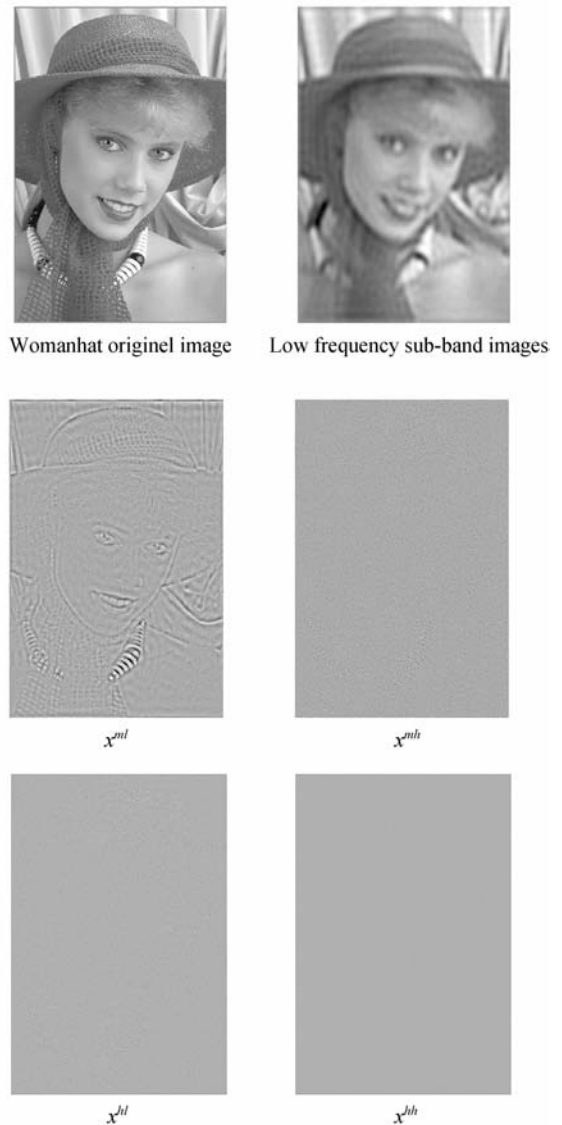 Womanhat originel image
Low frequency sub-band images
x^{ml}
x^{mh}
x^{hl}
x^{hh}